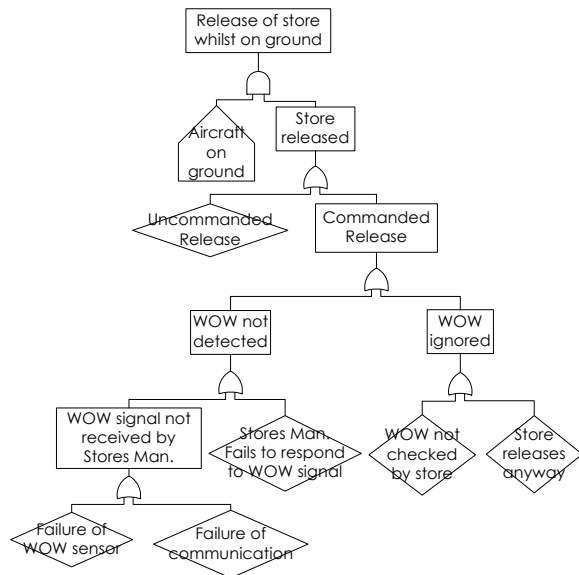 Release of store
whilst on ground
Aircraft
on
ground
Store
released
Uncommanded
Release
Commanded
Release
WOW not
detected
WOW
ignored
WOW signal not
received by
Stores Man.
Stores Man.
Fails to respond
to WOW signal
WOW not
checked
by store
Store
releases
anyway
Failure of
WOW sensor
Failure of
communication